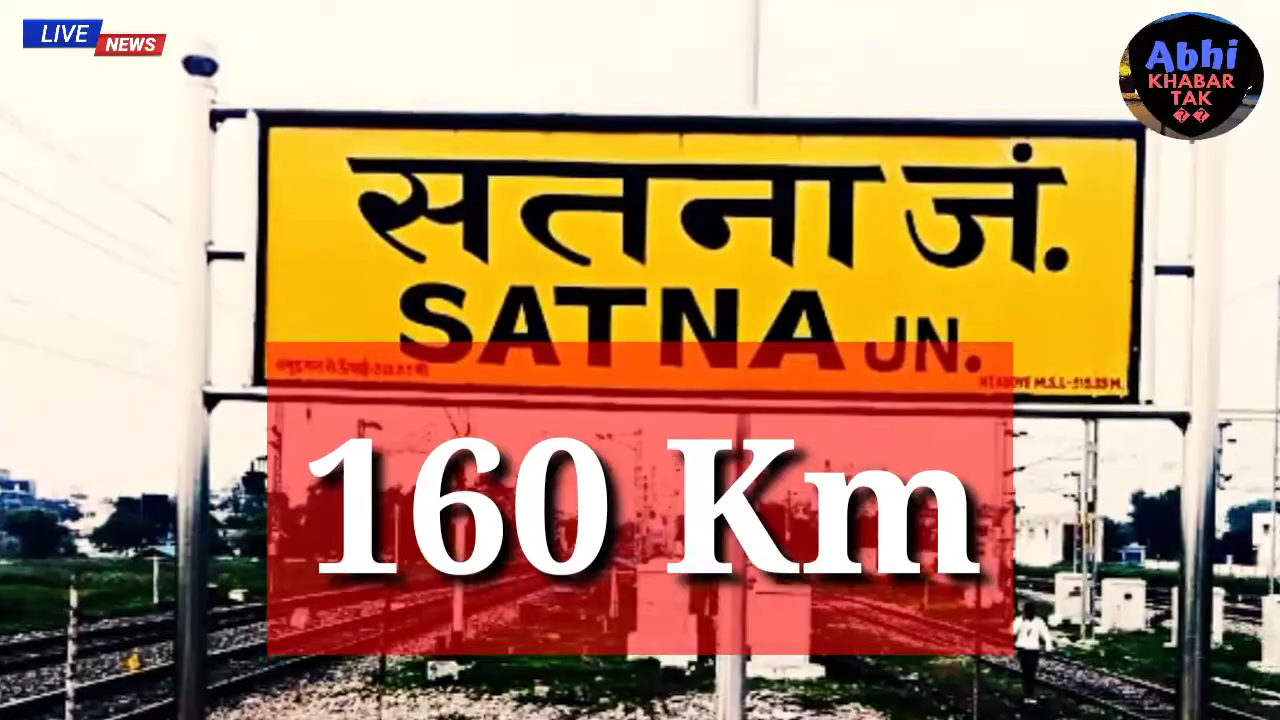 LIVE
NEWS
Abhi
KHABAR
TAK
सतना जं.
SATNA JN.
160 Km